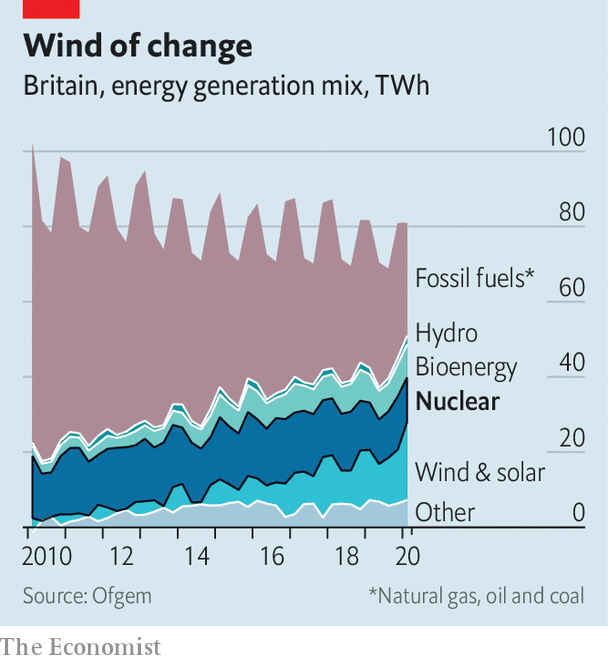 Wind of change
Britain, energy generation mix, TWh
100
80
Fossil fuels*
60
Hydro
Bioenergy
40
Nuclear
20
Wind & solar
Other
0
2010 12 14 16 18 20
Source: Ofgem *Natural gas, oil and coal
The Economist